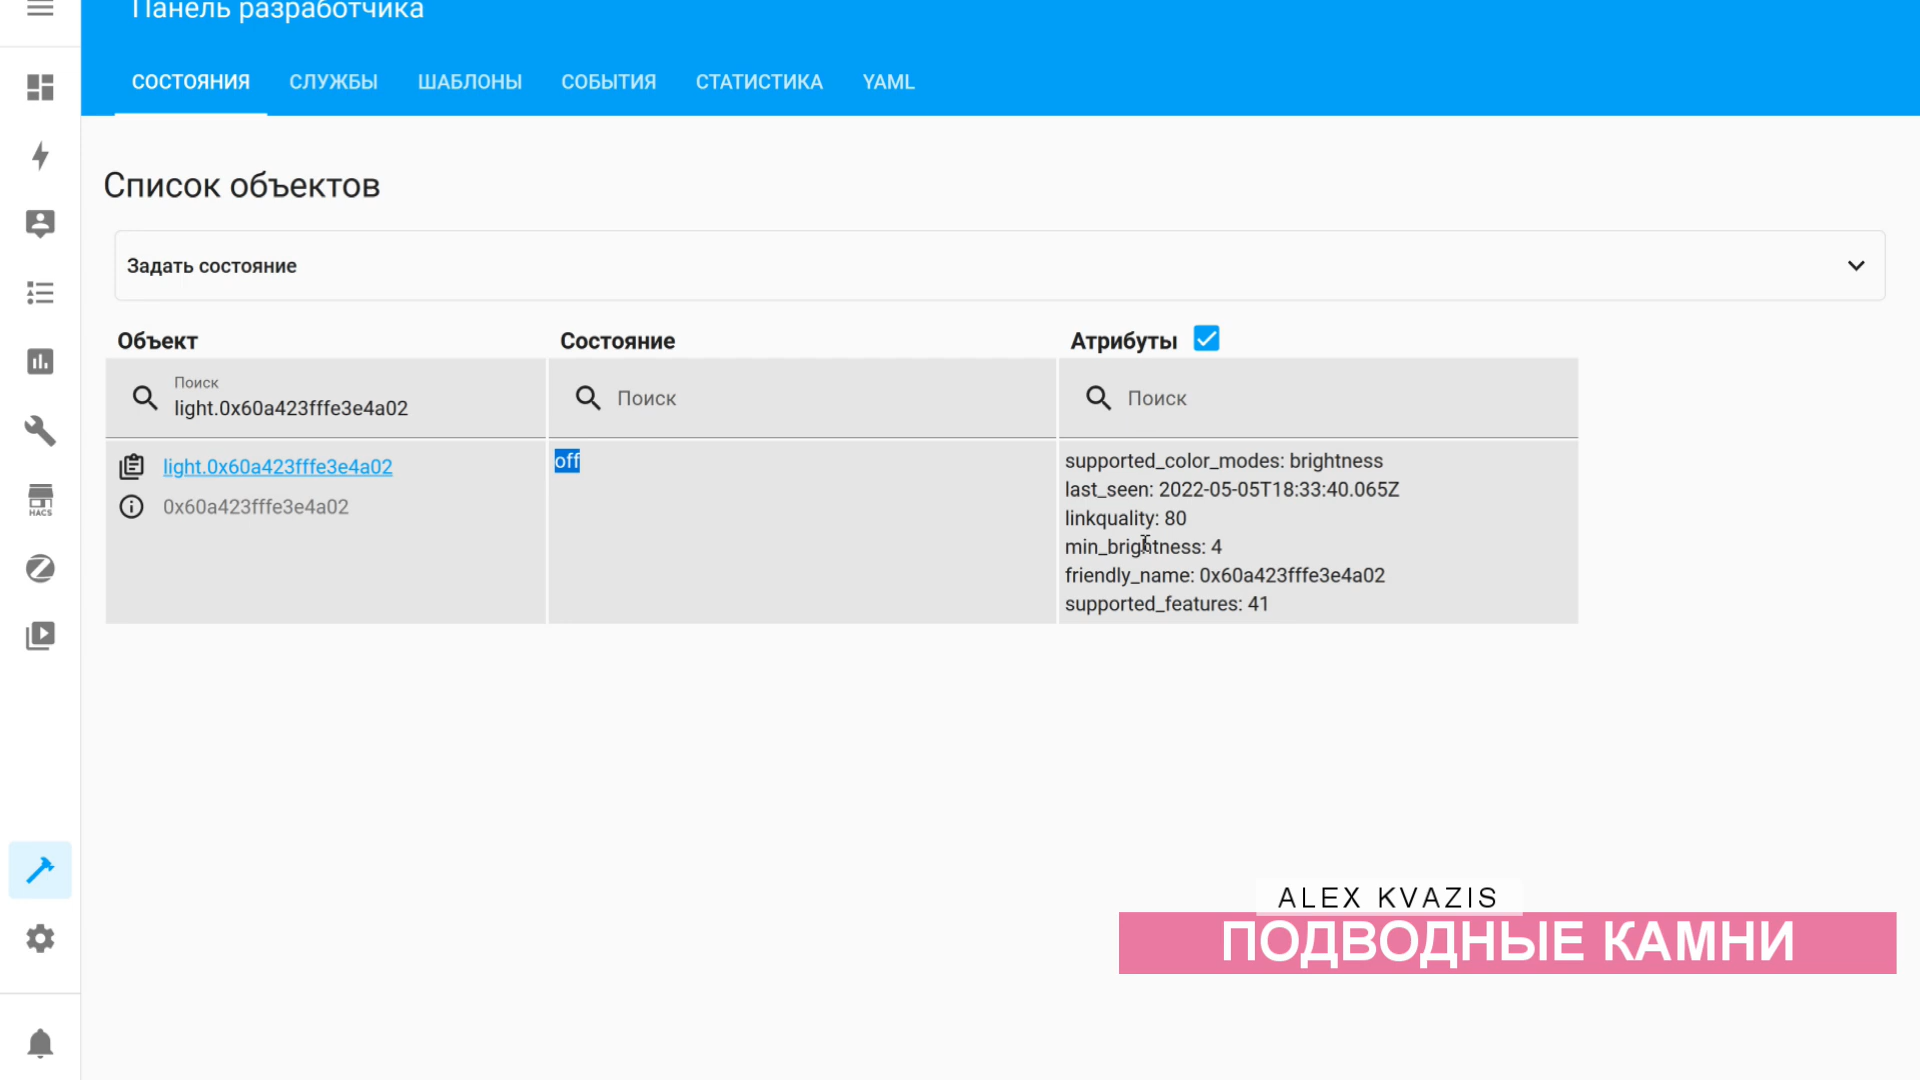 Панель разработчика
СОСТОЯНИЯ СЛУЖБЫ ШАБЛОНЫ СОБЫТИЯ СТАТИСТИКА YAML
Список объектов
Задать состояние
Объект Состояние Атрибуты
Поиск
light.0x60a423fffe3e4a02
Поиск
Поиск
light.0x60a423fffe3e4a02
0x60a423fffe3e4a02
off
supported_color_modes: brightness
last_seen: 2022-05-05T18:33:40.065Z
linkquality: 80
min_brightness: 4
friendly_name: 0x60a423fffe3e4a02
supported_features: 41
HACS
ALEX KVAZIS
ПОДВОДНЫЕ КАМНИ